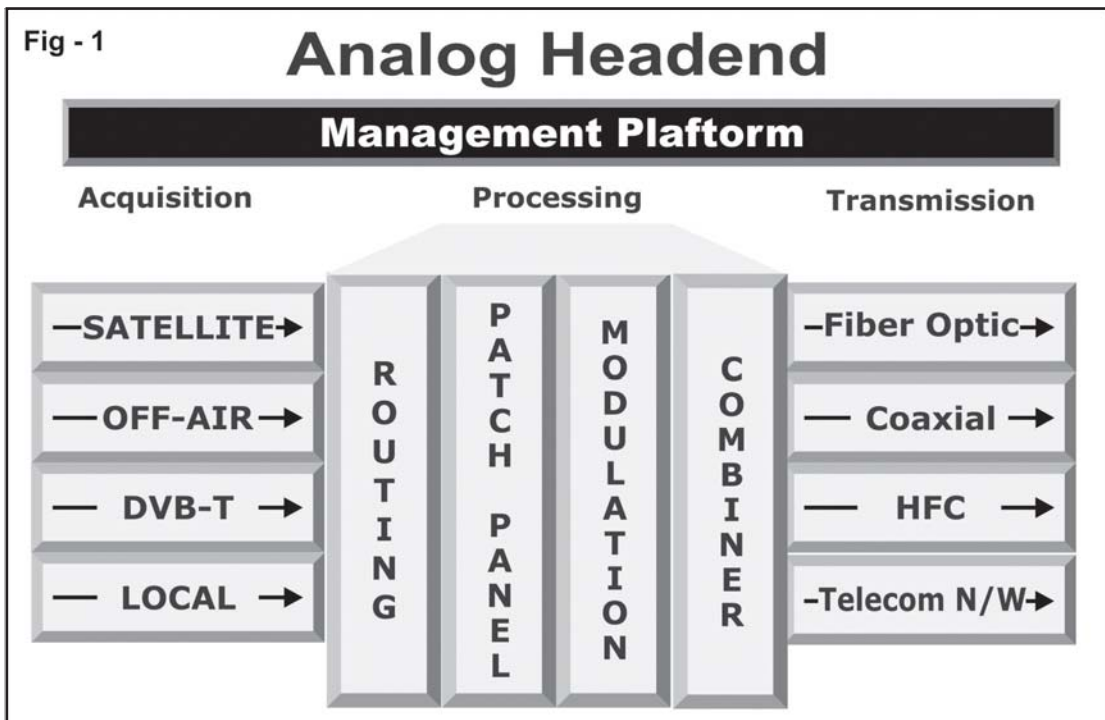 Fig - 1
Analog Headend
Management Plaftorm
Acquisition
Processing
Transmission
SATELLITE
OFF-AIR
DVB-T
LOCAL
ROUTING
PATCH PANEL
MODULATION
COMBINER
Fiber Optic
Coaxial
HFC
Telecom N/W